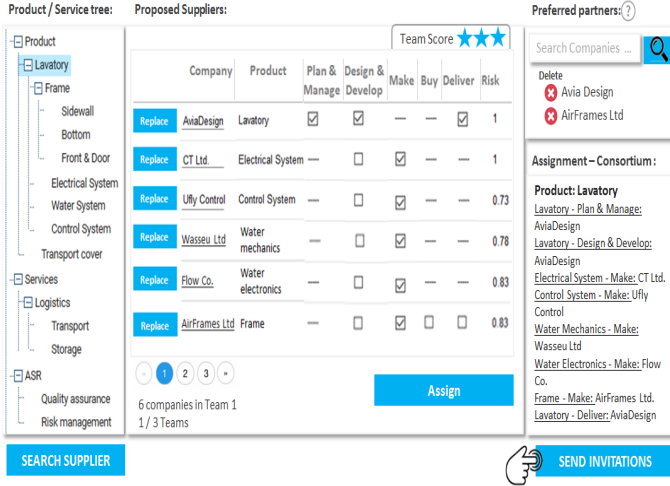 Product / Service tree:
Product
Lavatory
Frame
Sidewall
Bottom
Front & Door
Electrical System
Water System
Control System
Transport cover
Services
Logistics
Transport
Storage
ASR
Quality assurance
Risk management
SEARCH SUPPLIER
Proposed Suppliers:
Team Score
Company Product Plan & Manage Design & Develop Make Buy Deliver Risk
Replace AviaDesign Lavatory — — 1
Replace CT Ltd. Electrical System — — — 1
Replace Ufly Control Control System — — — 0.73
Replace Wasseu Ltd Water mechanics — — — 0.78
Replace Flow Co. Water electronics — — — 0.83
Replace AirFrames Ltd Frame — 0.83
« 1 2 3 »
6 companies in Team 1
1 / 3 Teams
Assign
Preferred partners: ?
Search Companies ...
Delete
Avia Design
AirFrames Ltd
Assignment – Consortium :
Product: Lavatory
Lavatory - Plan & Manage:
AviaDesign
Lavatory - Design & Develop:
AviaDesign
Electrical System - Make: CT Ltd.
Control System - Make: Ufly
Control
Water Mechanics - Make:
Wasseu Ltd
Water Electronics - Make: Flow
Co.
Frame - Make: AirFrames Ltd.
Lavatory - Deliver: AviaDesign
SEND INVITATIONS